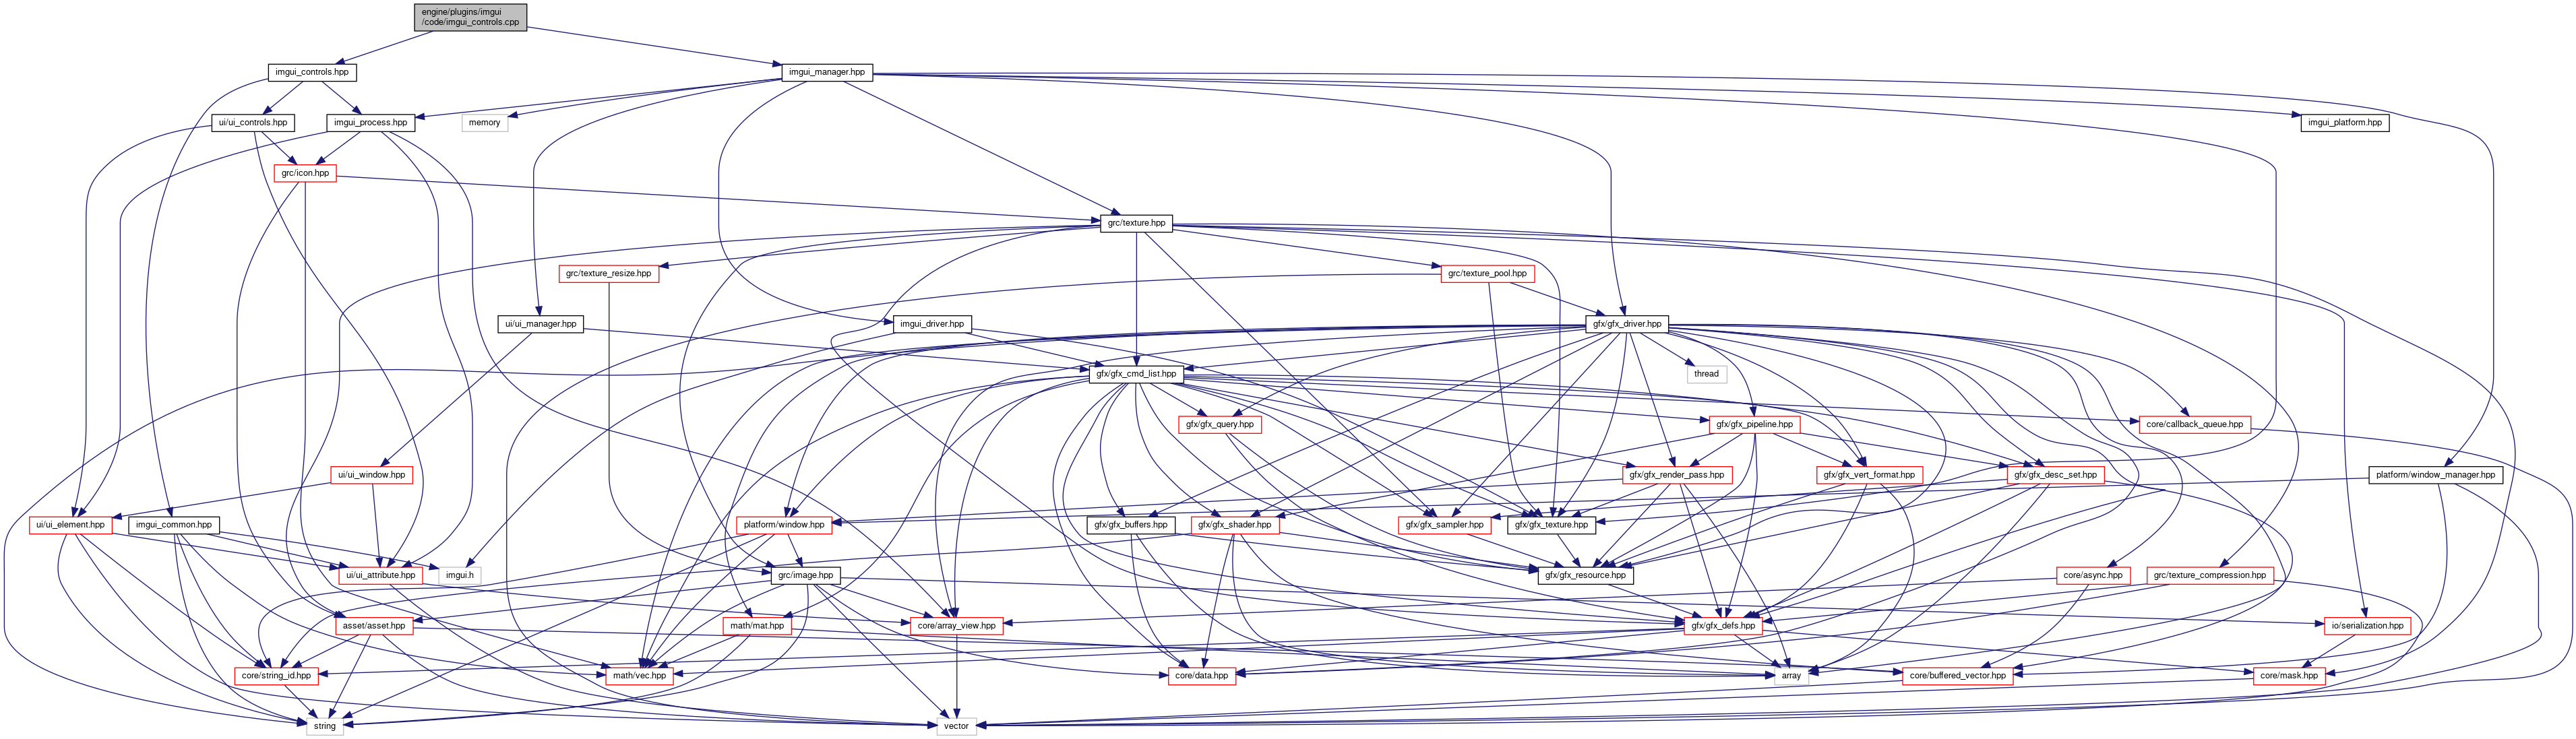 engine/plugins/imgui
/code/imgui_controls.cpp
imgui_controls.hpp
imgui_manager.hpp
ui/ui_controls.hpp
imgui_process.hpp
memory
imgui_platform.hpp
grc/icon.hpp
grc/texture.hpp
grc/texture_resize.hpp
grc/texture_pool.hpp
ui/ui_manager.hpp
imgui_driver.hpp
gfx/gfx_driver.hpp
gfx/gfx_cmd_list.hpp
thread
gfx/gfx_query.hpp
gfx/gfx_pipeline.hpp
core/callback_queue.hpp
ui/ui_window.hpp
gfx/gfx_render_pass.hpp
gfx/gfx_vert_format.hpp
gfx/gfx_desc_set.hpp
platform/window_manager.hpp
ui/ui_element.hpp
imgui_common.hpp
platform/window.hpp
gfx/gfx_buffers.hpp
gfx/gfx_shader.hpp
gfx/gfx_sampler.hpp
gfx/gfx_texture.hpp
ui/ui_attribute.hpp
imgui.h
grc/image.hpp
gfx/gfx_resource.hpp
core/async.hpp
grc/texture_compression.hpp
asset/asset.hpp
math/mat.hpp
core/array_view.hpp
gfx/gfx_defs.hpp
io/serialization.hpp
core/string_id.hpp
math/vec.hpp
core/data.hpp
array
core/buffered_vector.hpp
core/mask.hpp
string
vector